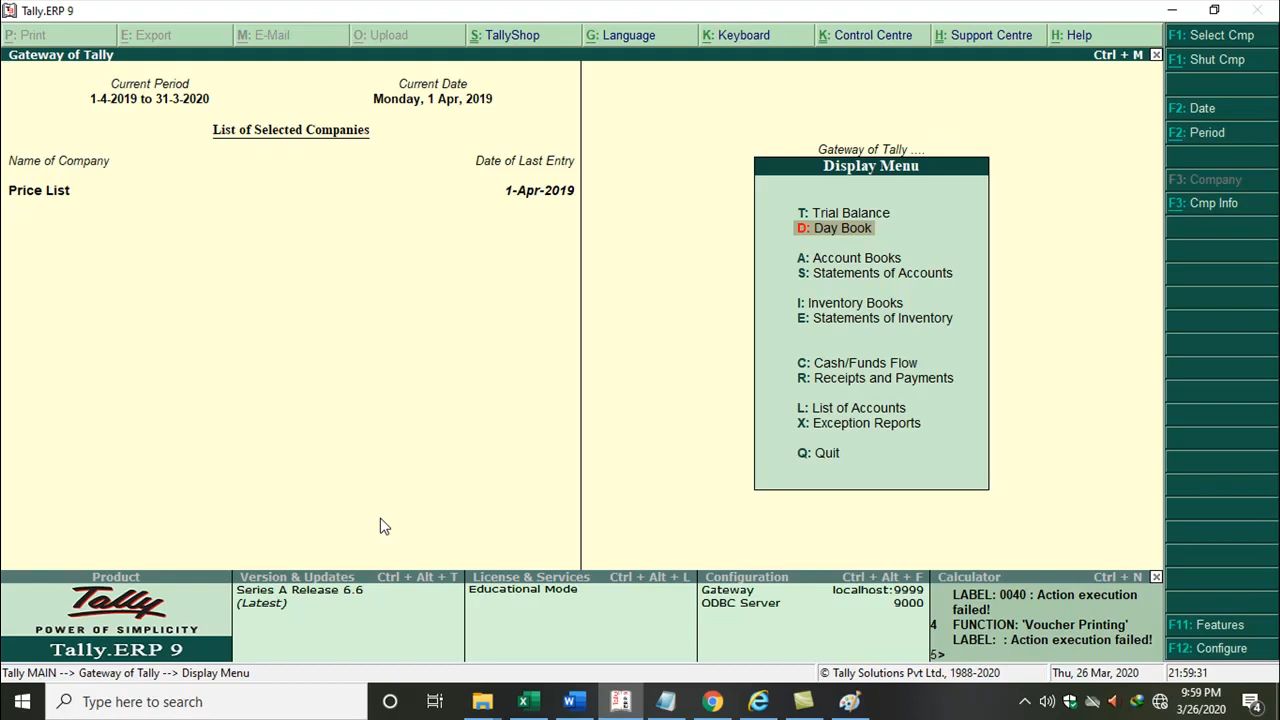 Tally.ERP 9
P: Print
E: Export
M: E-Mail
O: Upload
S: TallyShop
G: Language
K: Keyboard
K: Control Centre
H: Support Centre
H: Help
F1: Select Cmp
Gateway of Tally
Ctrl + M
F1: Shut Cmp
Current Period
Current Date
1-4-2019 to 31-3-2020
Monday, 1 Apr, 2019
List of Selected Companies
Name of Company
Date of Last Entry
Price List
1-Apr-2019
Gateway of Tally ....
Display Menu
T: Trial Balance
D: Day Book
A: Account Books
S: Statements of Accounts
I: Inventory Books
E: Statements of Inventory
C: Cash/Funds Flow
R: Receipts and Payments
L: List of Accounts
X: Exception Reports
Q: Quit
F2: Date
F2: Period
F3: Company
F3: Cmp Info
F11: Features
F12: Configure
Product
Tally
POWER OF SIMPLICITY
Tally.ERP 9
Version & Updates Ctrl + Alt + T
Series A Release 6.6
(Latest)
License & Services Ctrl + Alt + L
Educational Mode
Configuration Ctrl + Alt + F
Gateway localhost:9999
ODBC Server 9000
Calculator Ctrl + N
LABEL: 0040 : Action execution
failed!
4 FUNCTION: 'Voucher Printing'
LABEL: : Action execution failed!
5>
Tally MAIN --> Gateway of Tally --> Display Menu
© Tally Solutions Pvt Ltd., 1988-2020
Thu, 26 Mar, 2020
21:59:31
Type here to search
9:59 PM
3/26/2020
4